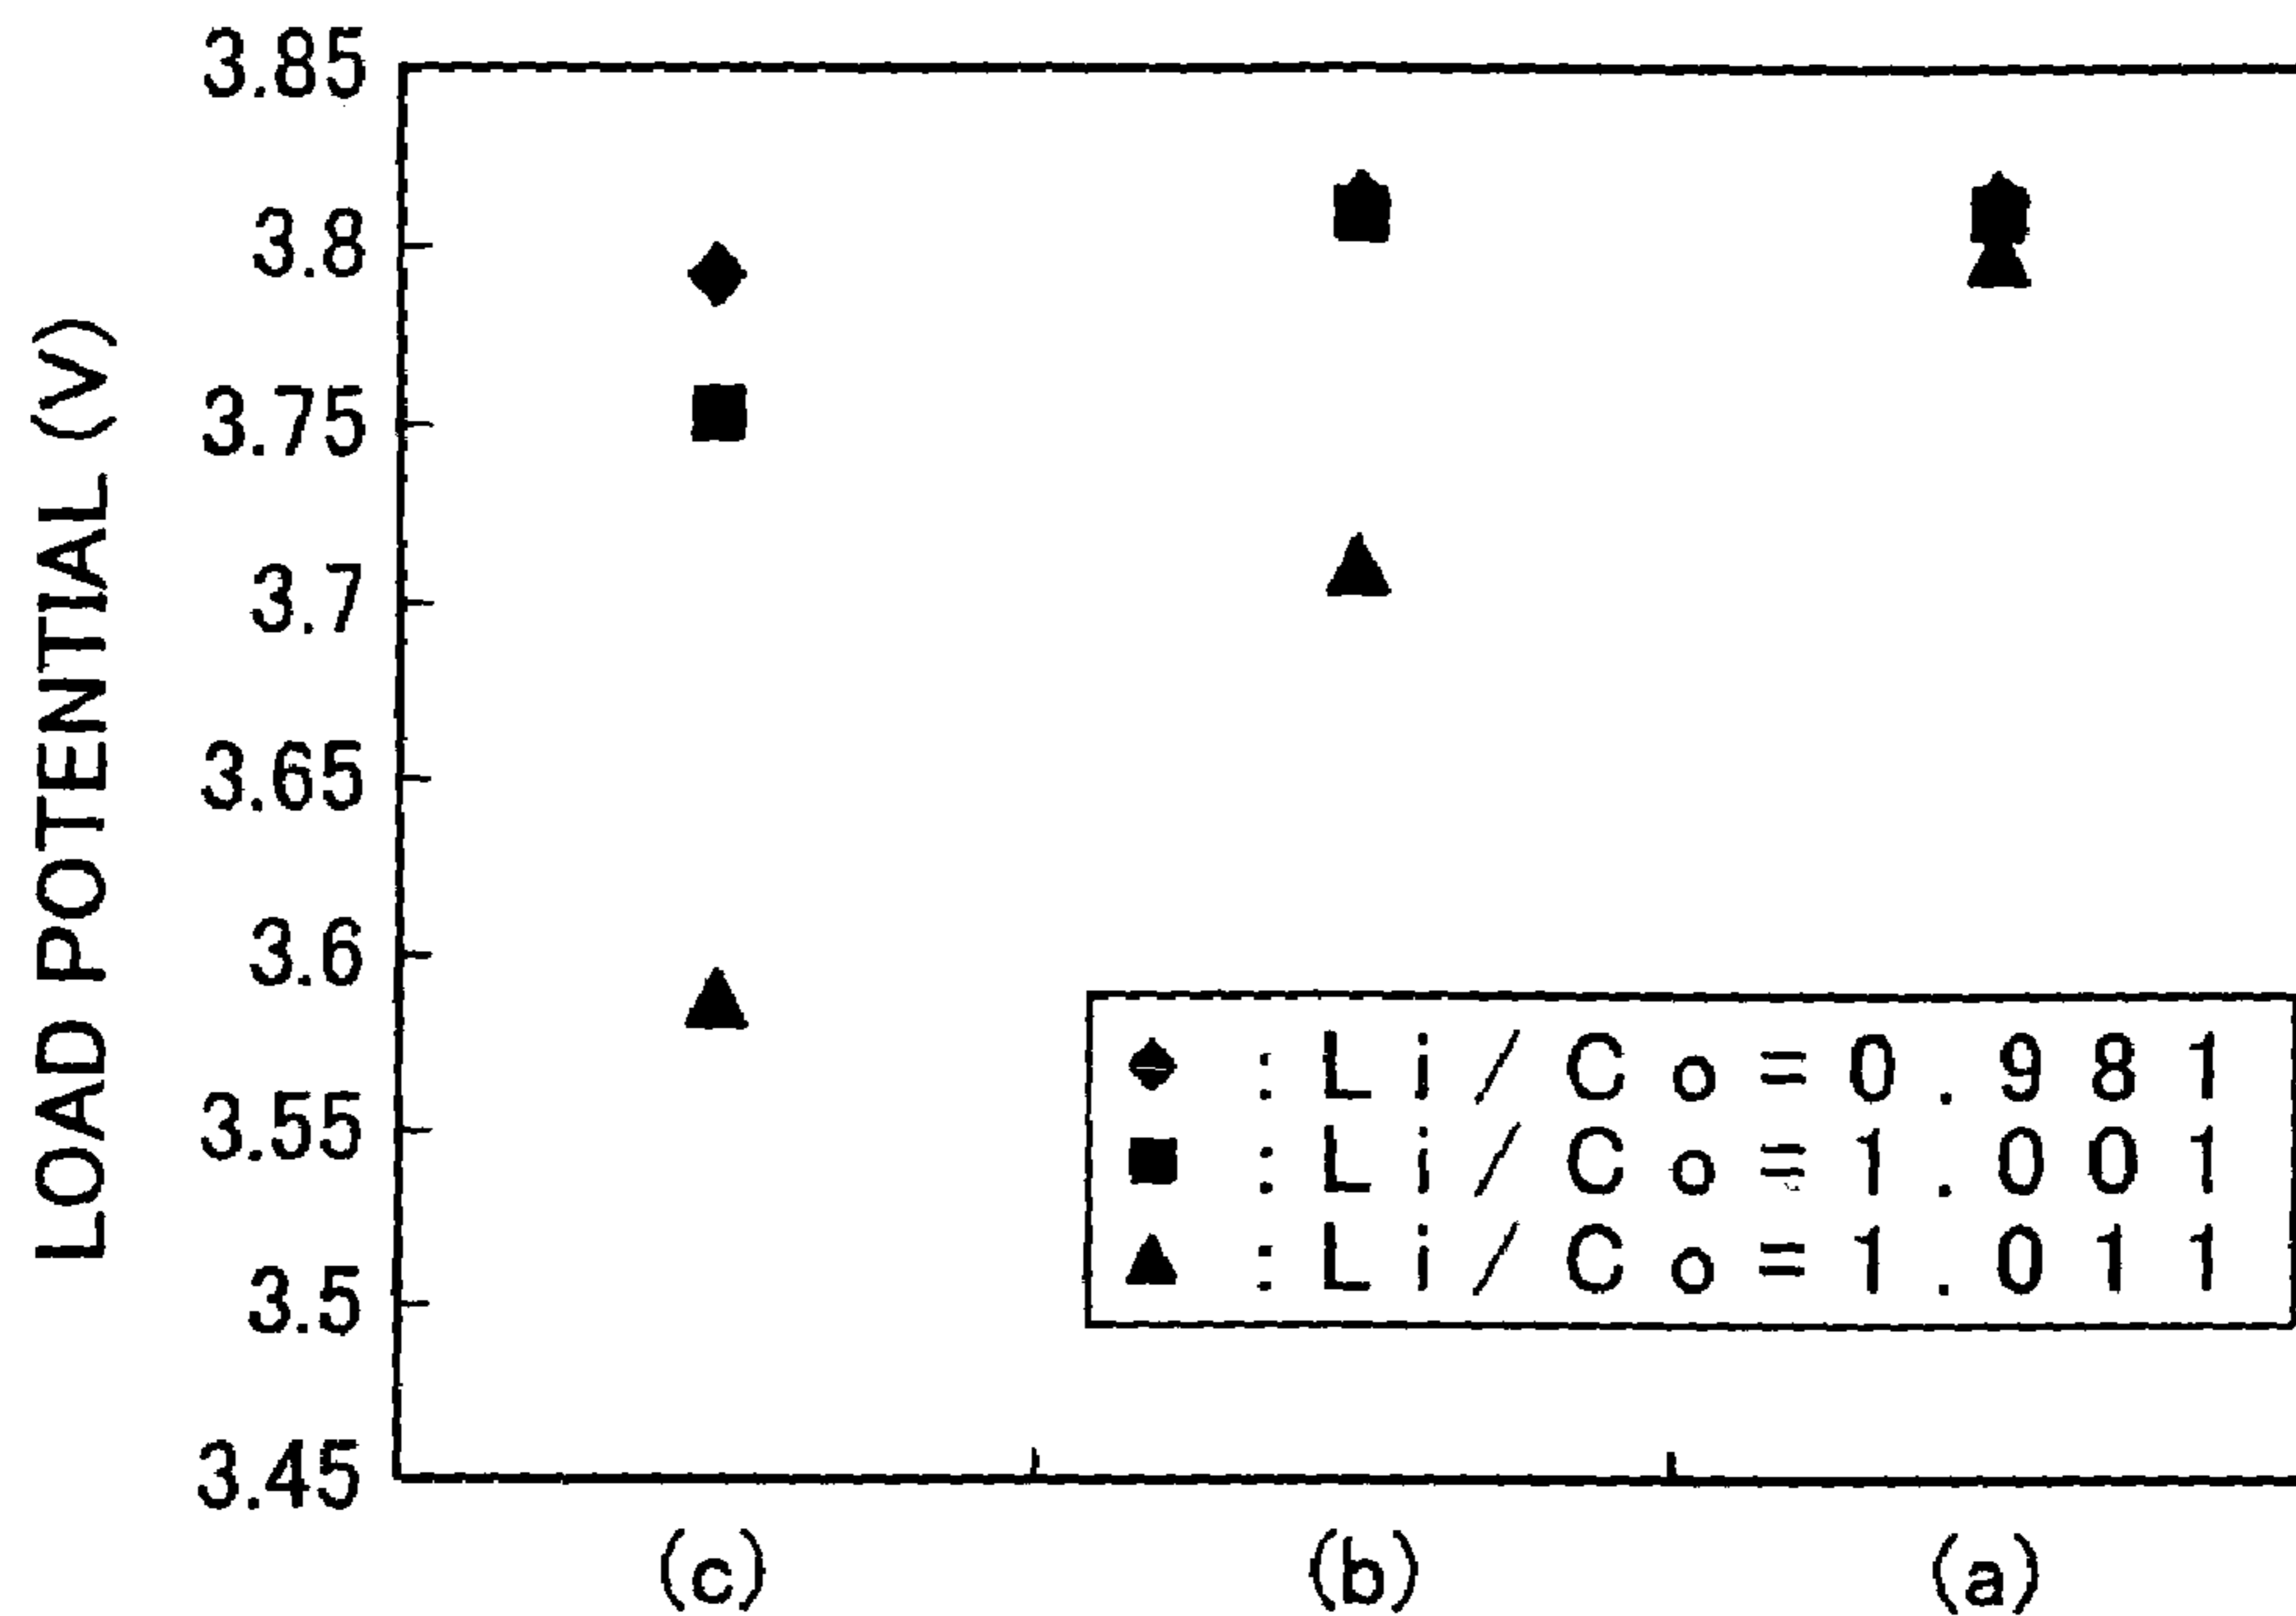 LOAD POTENTIAL (V)
3.85
3.8
3.75
3.7
3.65
3.6
3.55
3.5
3.45
:Li/Co=0.981
:Li/Co=1.001
:Li/Co=1.011
(c) (b) (a)